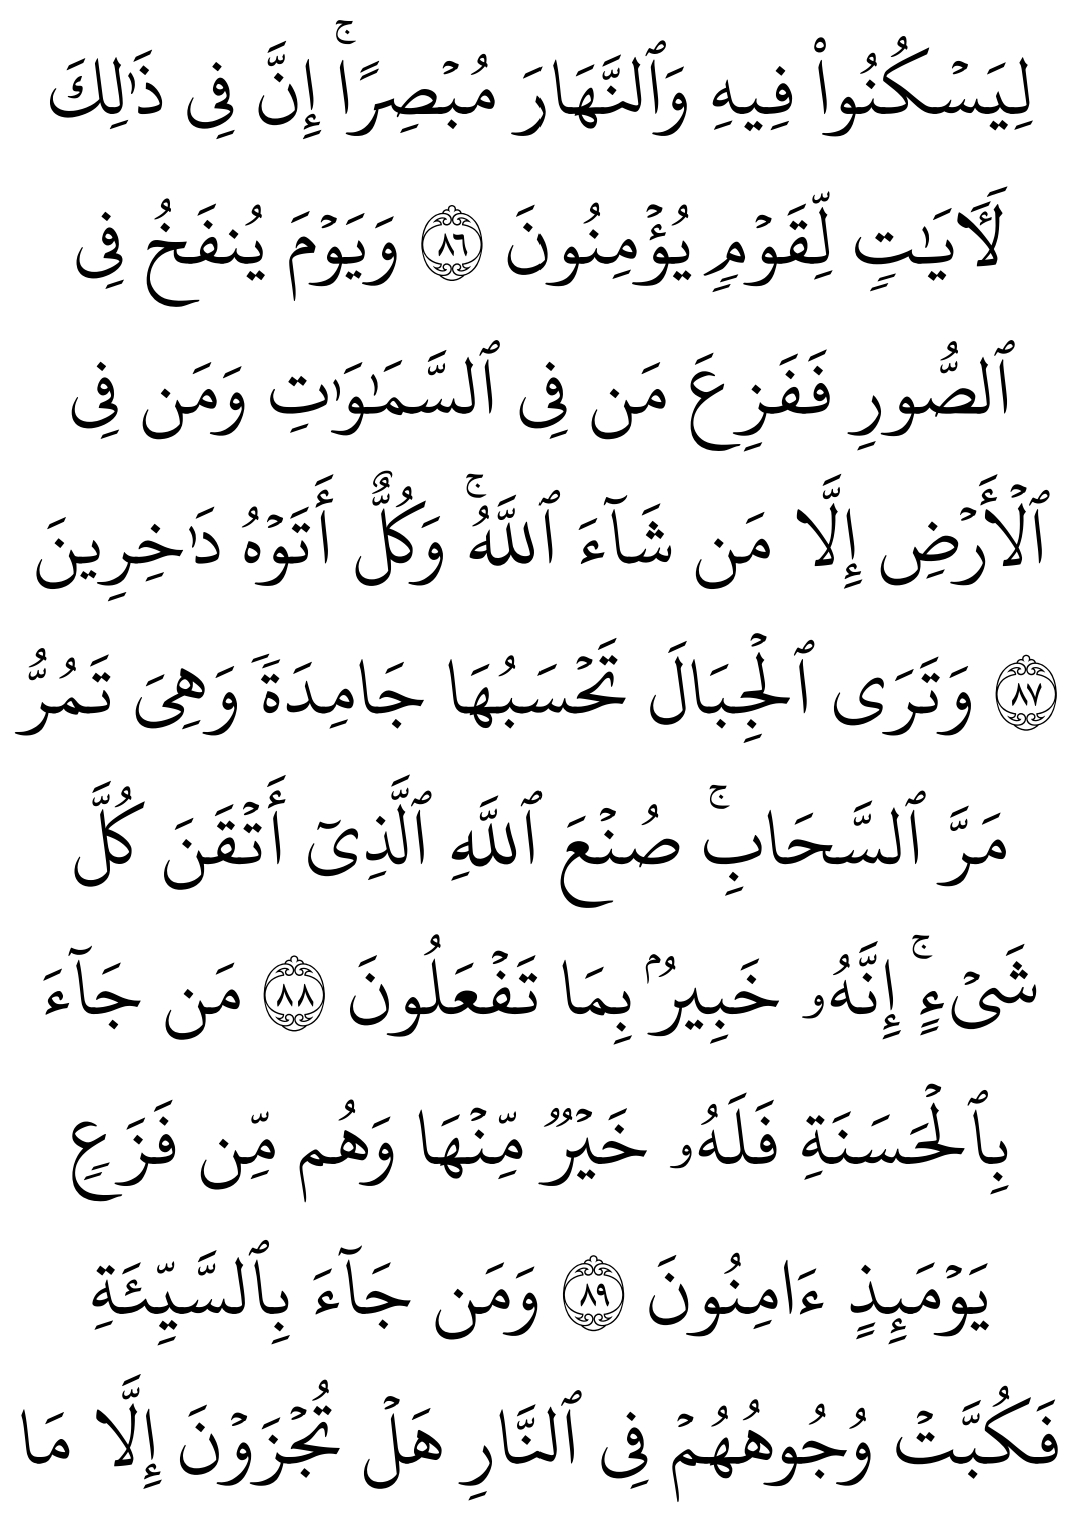 لِيَسْكُنُوا۟ فِيهِ وَٱلنَّهَارَ مُبْصِرًا ۚ إِنَّ فِى ذَٰلِكَ
لَـَٔايَـٰتٍ لِّقَوْمٍ يُؤْمِنُونَ ٨٦ وَيَوْمَ يُنفَخُ فِى
ٱلصُّورِ فَفَزِعَ مَن فِى ٱلسَّمَـٰوَٰتِ وَمَن فِى
ٱلْأَرْضِ إِلَّا مَن شَآءَ ٱللَّهُ ۚ وَكُلٌّ أَتَوْهُ دَٰخِرِينَ
٨٧ وَتَرَى ٱلْجِبَالَ تَحْسَبُهَا جَامِدَةً وَهِىَ تَمُرُّ
مَرَّ ٱلسَّحَابِ ۚ صُنْعَ ٱللَّهِ ٱلَّذِىٓ أَتْقَنَ كُلَّ
شَىْءٍ ۚ إِنَّهُۥ خَبِيرٌۢ بِمَا تَفْعَلُونَ ٨٨ مَن جَآءَ
بِٱلْحَسَنَةِ فَلَهُۥ خَيْرٌ مِّنْهَا وَهُم مِّن فَزَعٍ
يَوْمَئِذٍ ءَامِنُونَ ٨٩ وَمَن جَآءَ بِٱلسَّيِّئَةِ
فَكُبَّتْ وُجُوهُهُمْ فِى ٱلنَّارِ هَلْ تُجْزَوْنَ إِلَّا مَا